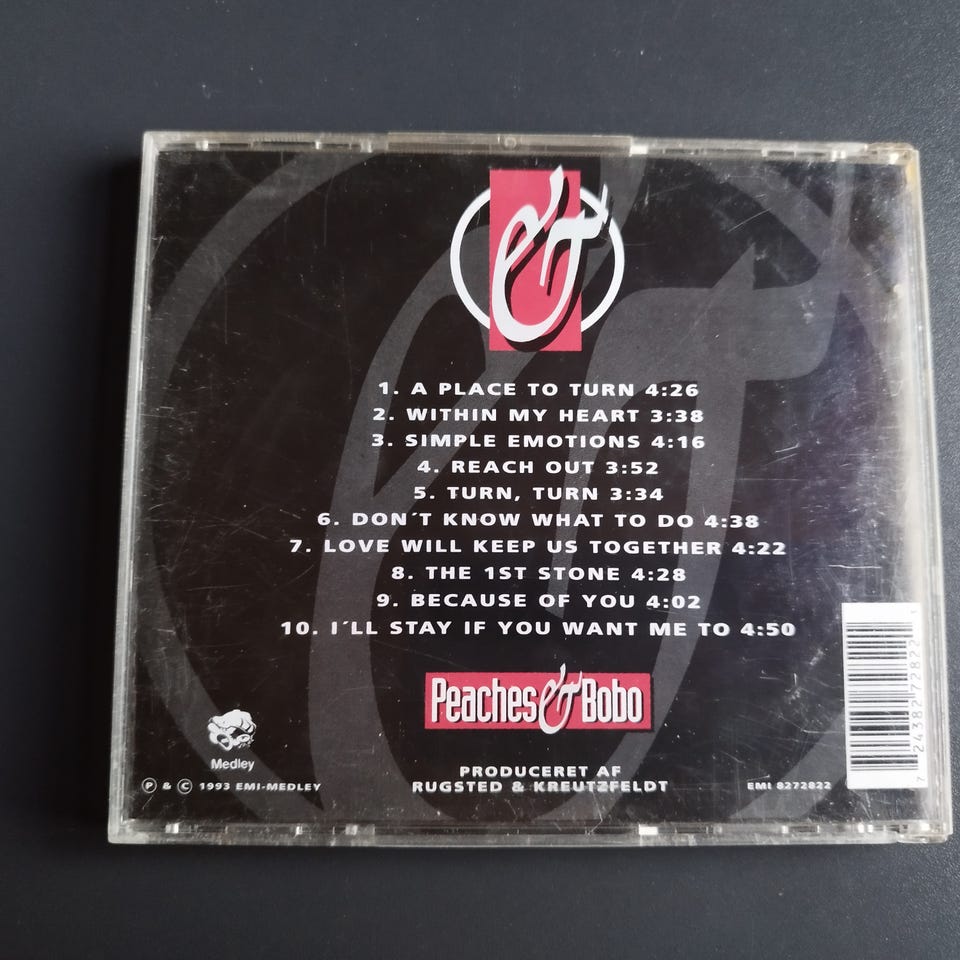 &
1. A PLACE TO TURN 4:26
2. WITHIN MY HEART 3:38
3. SIMPLE EMOTIONS 4:16
4. REACH OUT 3:52
5. TURN, TURN 3:34
6. DON´T KNOW WHAT TO DO 4:38
7. LOVE WILL KEEP US TOGETHER 4:22
8. THE 1ST STONE 4:28
9. BECAUSE OF YOU 4:02
10. I´LL STAY IF YOU WANT ME TO 4:50
Peaches & Bobo
Medley
℗ & © 1993 EMI-MEDLEY
PRODUCERET AF
RUGSTED & KREUTZFELDT
EMI 8272822
7 24382 72822